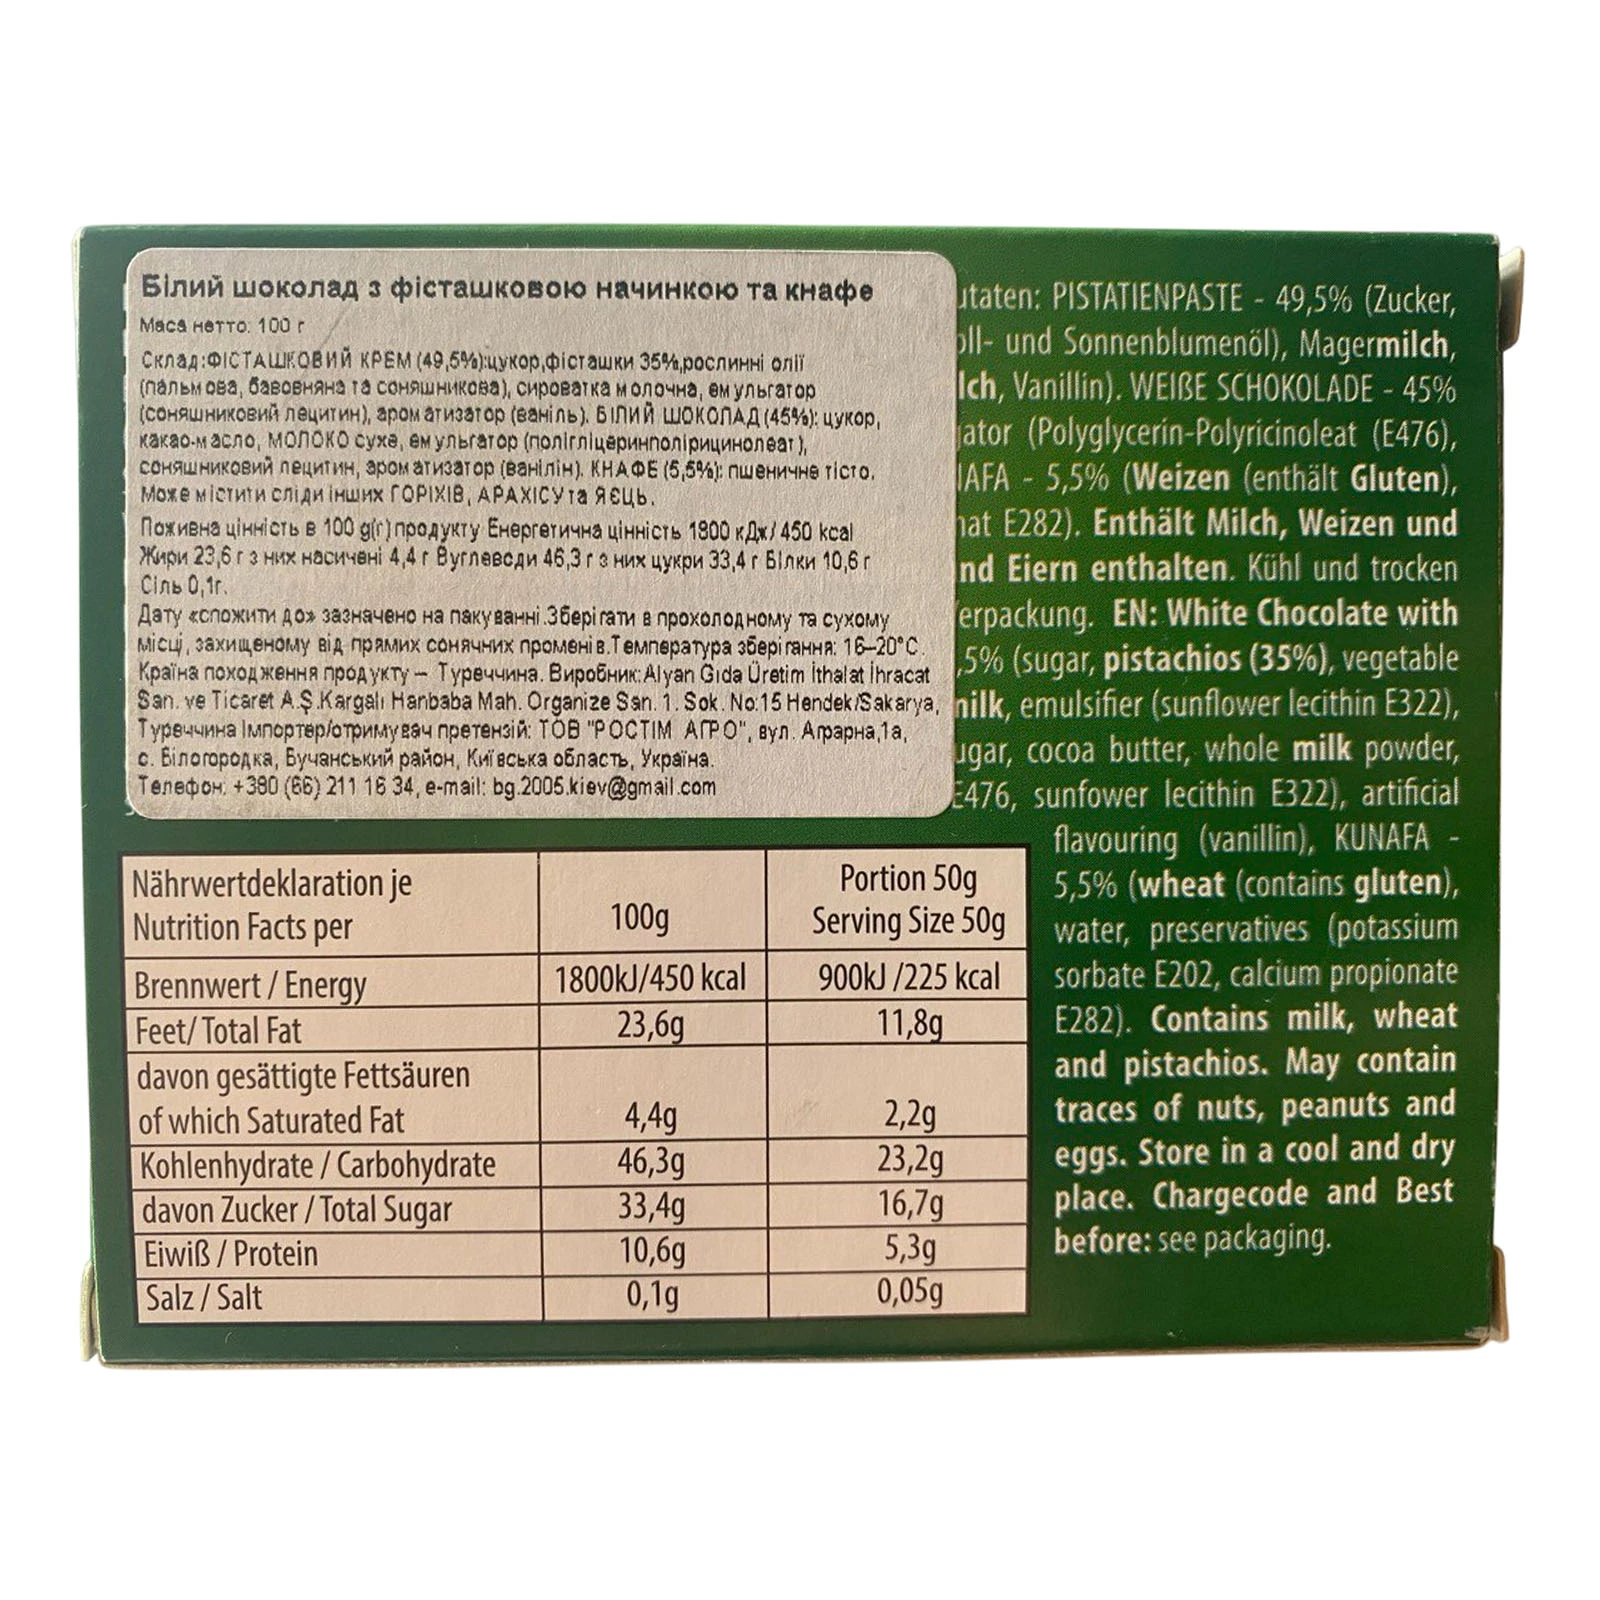 Білий шоколад з фісташковою начинкою та кнафе
Маса нетто: 100 г
Склад:ФІСТАШКОВИЙ КРЕМ (49,5%):цукор,фісташки 35%,рослинні олії
(пальмова, бавовняна та соняшникова), сироватка молочна, емульгатор
(соняшниковий лецитин), ароматизатор (ваніль). БІЛИЙ ШОКОЛАД (45%): цукор,
какао-масло, МОЛОКО сухе, емульгатор (полігліцеринполірицинолеат),
соняшниковий лецитин, ароматизатор (ванілін). КНАФЕ (5,5%): пшеничне тісто.
Може містити сліди інших ГОРІХІВ, АРАХІСУ та ЯЄЦЬ.
Поживна цінність в 100 g(г) продукту Енергетична цінність 1800 кДж/ 450 kcal
Жири 23,6 г з них насичені 4,4 г Вуглеводи 46,3 г з них цукри 33,4 г Білки 10,6 г
Сіль 0,1г.
Дату «спожити до» зазначено на пакуванні.Зберігати в прохолодному та сухому
місці, захищеному від прямих сонячних променів.Температура зберігання: 16–20°С.
Країна походження продукту – Туреччина. Виробник:Alyan Gıda Üretim İthalat İhracat
San. ve Ticaret A.Ş.Kargalı Hanbaba Mah. Organize San. 1. Sok. No:15 Hendek/Sakarya,
Туреччина Імпортер/отримувач претензій: ТОВ "РОСТІМ АГРО", вул. Аграрна,1а,
с. Білогородка, Бучанський район, Київська область, Україна.
Телефон: +380 (66) 211 16 34, e-mail: bg.2005.kiev@gmail.com
utaten: PISTATIENPASTE - 49,5% (Zucker,
oll- und Sonnenblumenöl), Magermilch,
lch, Vanillin). WEIßE SCHOKOLADE - 45%
ator (Polyglycerin-Polyricinoleat (E476),
NAFA - 5,5% (Weizen (enthält Gluten),
nat E282). Enthält Milch, Weizen und
nd Eiern enthalten. Kühl und trocken
erpackung. EN: White Chocolate with
,5% (sugar, pistachios (35%), vegetable
milk, emulsifier (sunflower lecithin E322),
ugar, cocoa butter, whole milk powder,
E476, sunfower lecithin E322), artificial
flavouring (vanillin), KUNAFA -
5,5% (wheat (contains gluten),
water, preservatives (potassium
sorbate E202, calcium propionate
E282). Contains milk, wheat
and pistachios. May contain
traces of nuts, peanuts and
eggs. Store in a cool and dry
place. Chargecode and Best
before: see packaging.
Nährwertdeklaration je
Nutrition Facts per
100g
Portion 50g
Serving Size 50g
Brennwert / Energy 1800kJ/450 kcal 900kJ /225 kcal
Feet/ Total Fat 23,6g 11,8g
davon gesättigte Fettsäuren
of which Saturated Fat 4,4g 2,2g
Kohlenhydrate / Carbohydrate 46,3g 23,2g
davon Zucker / Total Sugar 33,4g 16,7g
Eiwiß / Protein 10,6g 5,3g
Salz / Salt 0,1g 0,05g